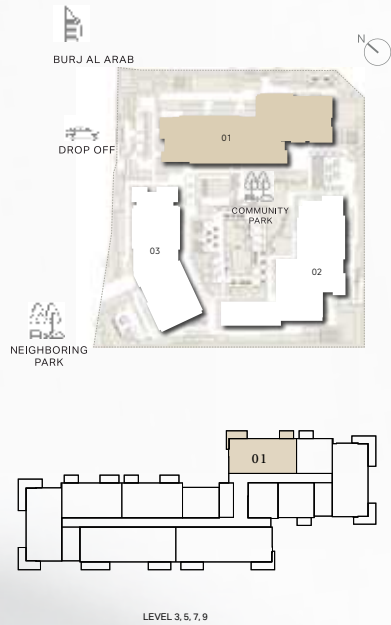 BURJ AL ARAB
N
01
DROP OFF
COMMUNITY
PARK
03
02
NEIGHBORING
PARK
01
LEVEL 3, 5, 7, 9